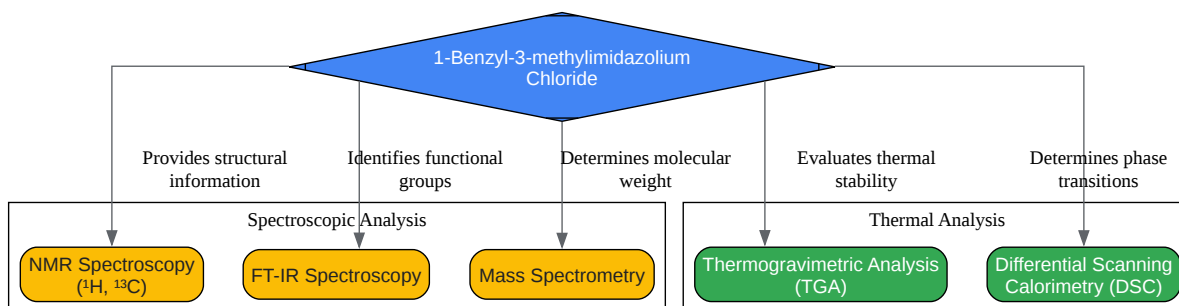 1-Benzyl-3-methylimidazolium
Chloride
Provides structural
information
Identifies functional
groups
Determines molecular
weight
Evaluates thermal
stability
Determines phase
transitions
Spectroscopic Analysis
Thermal Analysis
NMR Spectroscopy
(¹H, ¹³C)
FT-IR Spectroscopy
Mass Spectrometry
Thermogravimetric Analysis
(TGA)
Differential Scanning
Calorimetry (DSC)